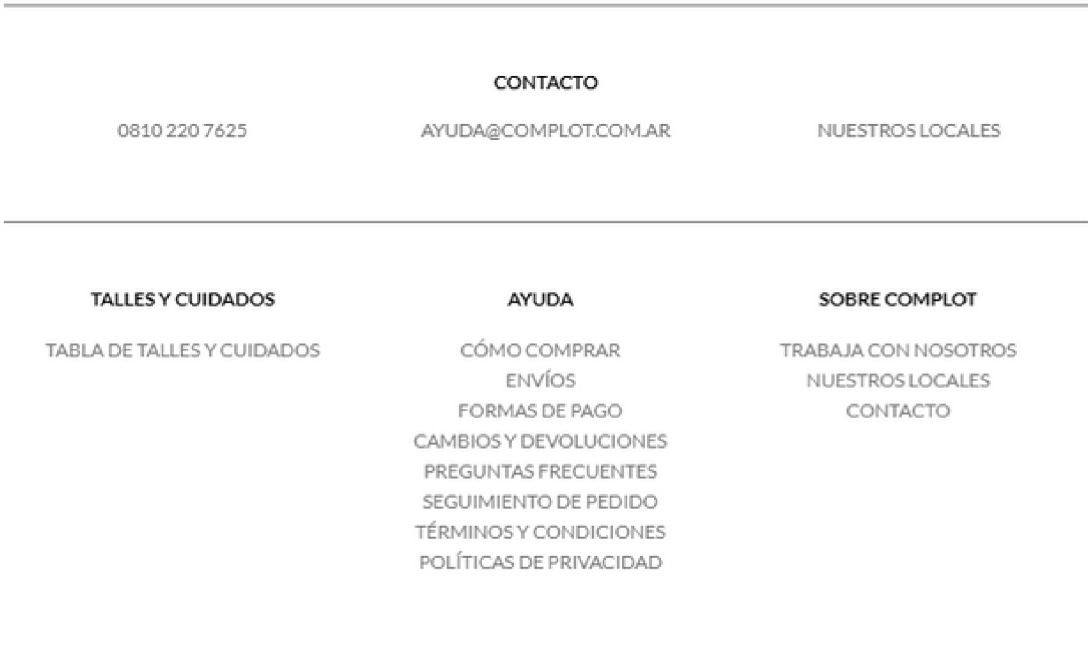 CONTACTO
0810 220 7625
AYUDA@COMPLOT.COM.AR
NUESTROS LOCALES
TALLES Y CUIDADOS
TABLA DE TALLES Y CUIDADOS
AYUDA
CÓMO COMPRAR
ENVÍOS
FORMAS DE PAGO
CAMBIOS Y DEVOLUCIONES
PREGUNTAS FRECUENTES
SEGUIMIENTO DE PEDIDO
TÉRMINOS Y CONDICIONES
POLÍTICAS DE PRIVACIDAD
SOBRE COMPLOT
TRABAJA CON NOSOTROS
NUESTROS LOCALES
CONTACTO